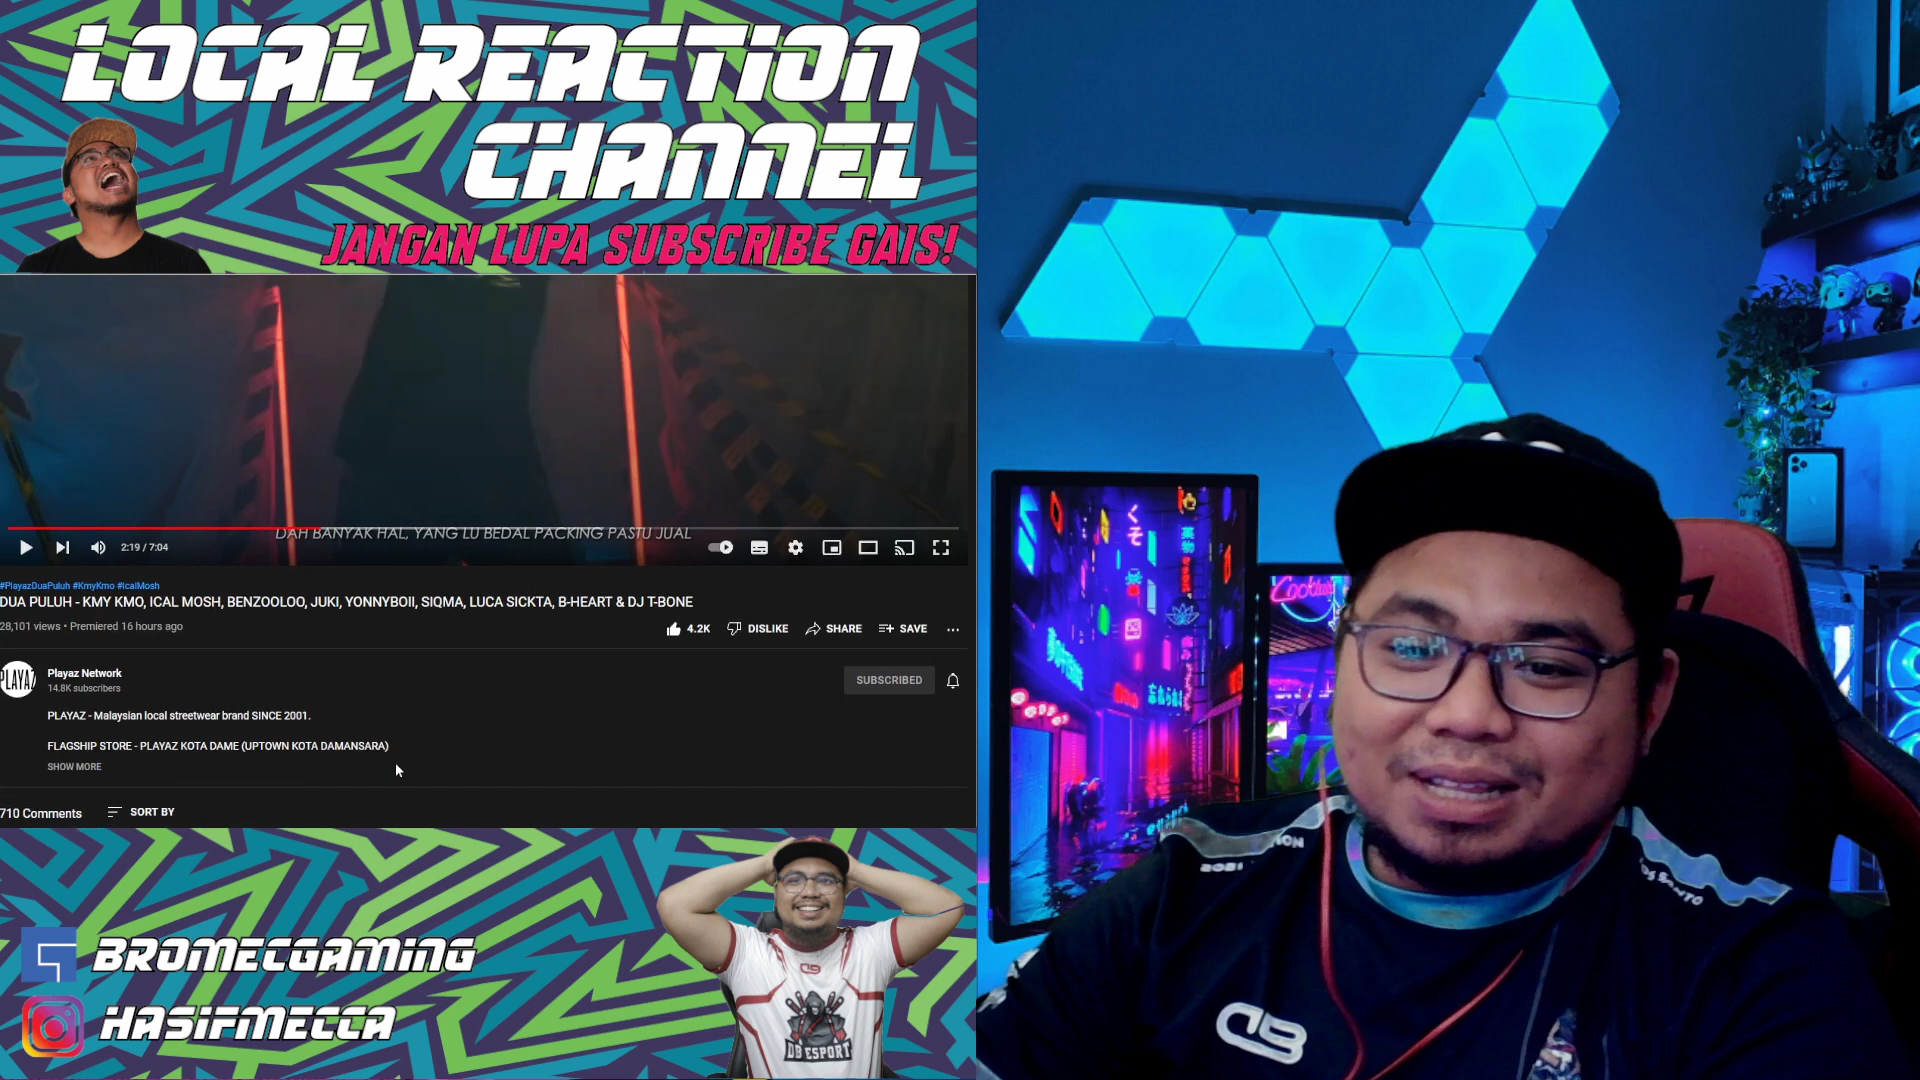 LOCAL REACTION
CHANNEL
JANGAN LUPA SUBSCRIBE GAIS!
DAH BANYAK HAL, YANG LU BEDAL PACKING PASTU JUAL
2:19 / 7:04
#PlayazDuaPuluh #KmyKmo #IcalMosh
DUA PULUH - KMY KMO, ICAL MOSH, BENZOOLOO, JUKI, YONNYBOII, SIQMA, LUCA SICKTA, B-HEART & DJ T-BONE
28,101 views • Premiered 16 hours ago
4.2K DISLIKE SHARE SAVE
PLAYAZ
Playaz Network
14.8K subscribers
SUBSCRIBED
PLAYAZ - Malaysian local streetwear brand SINCE 2001.
FLAGSHIP STORE - PLAYAZ KOTA DAME (UPTOWN KOTA DAMANSARA)
SHOW MORE
710 Comments SORT BY
BROMECGAMING
HASIFMECCA
DB ESPORT
くそ
DB